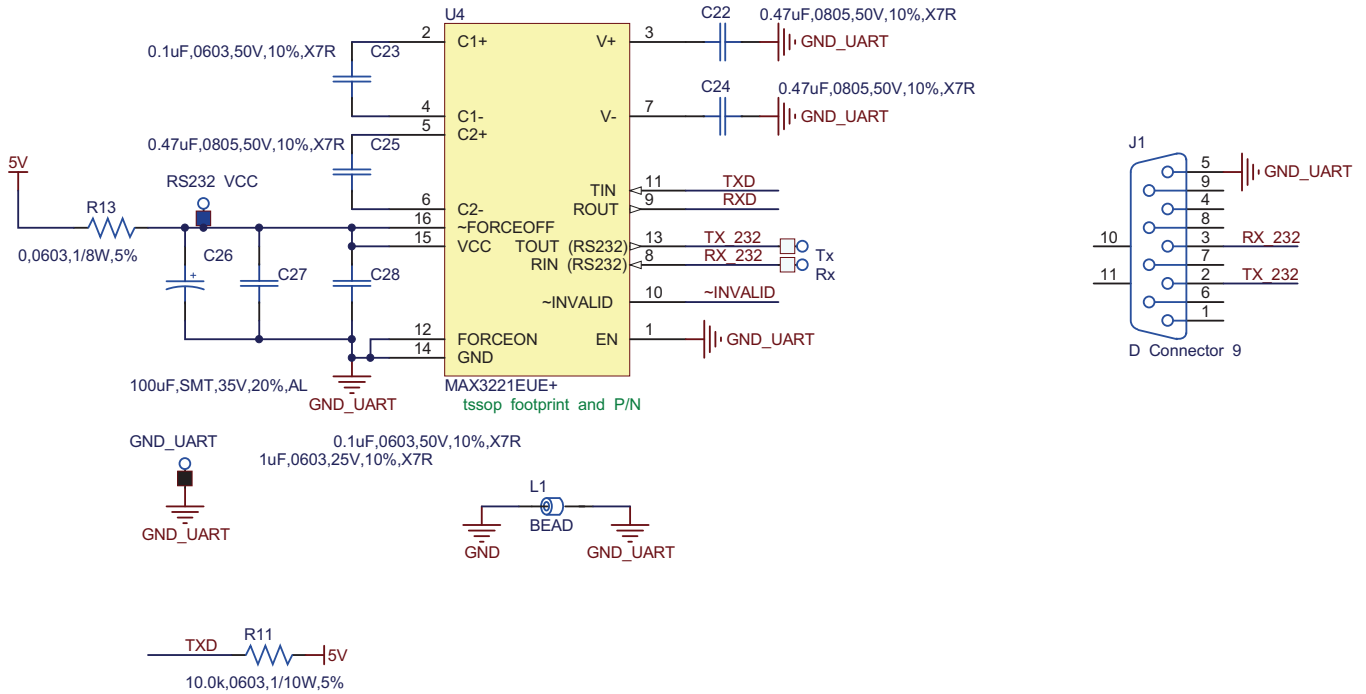 U4
C22
0.47uF,0805,50V,10%,X7R
2
C1+
V+
3
GND_UART
0.1uF,0603,50V,10%,X7R
C23
C24
0.47uF,0805,50V,10%,X7R
4
C1-
V-
7
GND_UART
5
C2+
0.47uF,0805,50V,10%,X7R
C25
5V
RS232 VCC
TIN
11
TXD
R13
6
C2-
ROUT
9
RXD
16
~FORCEOFF
0,0603,1/8W,5%
C26
15
VCC
TOUT (RS232)
13
TX_232
Tx
+
C27
C28
RIN (RS232)
8
RX_232
Rx
~INVALID
10
~INVALID
12
FORCEON
EN
1
GND_UART
14
GND
100uF,SMT,35V,20%,AL
MAX3221EUE+
GND_UART
tssop footprint and P/N
J1
5
GND_UART
9
4
8
10
3
RX_232
7
11
2
TX_232
6
1
D Connector 9
GND_UART
0.1uF,0603,50V,10%,X7R
1uF,0603,25V,10%,X7R
GND_UART
L1
BEAD
GND
GND_UART
TXD
R11
5V
10.0k,0603,1/10W,5%